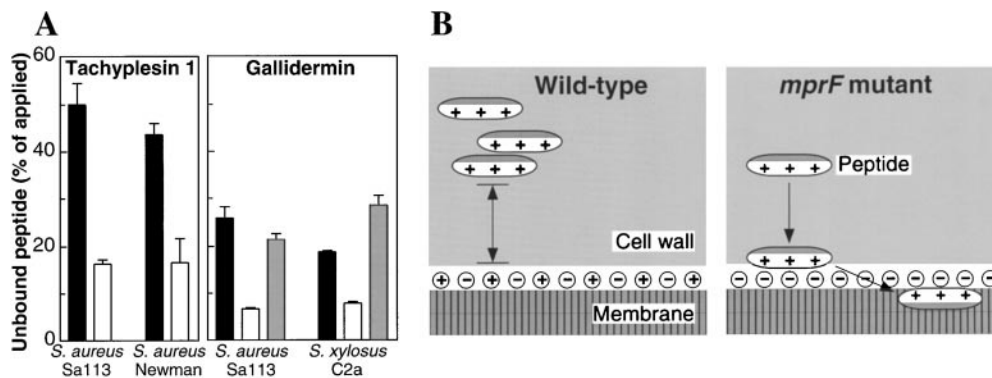 A
Unbound peptide (% of applied)
60
40
20
0
Tachyplesin 1
Gallidermin
S. aureus
Sa113
S. aureus
Newman
S. aureus
Sa113
S. xylosus
C2a
B
Wild-type
+ + +
+ + +
+ + +
Cell wall
+ − + − + − + − + − +
Membrane
mprF mutant
+ + +
Peptide
+ + +
− − − − − − − − − − −
+ + +